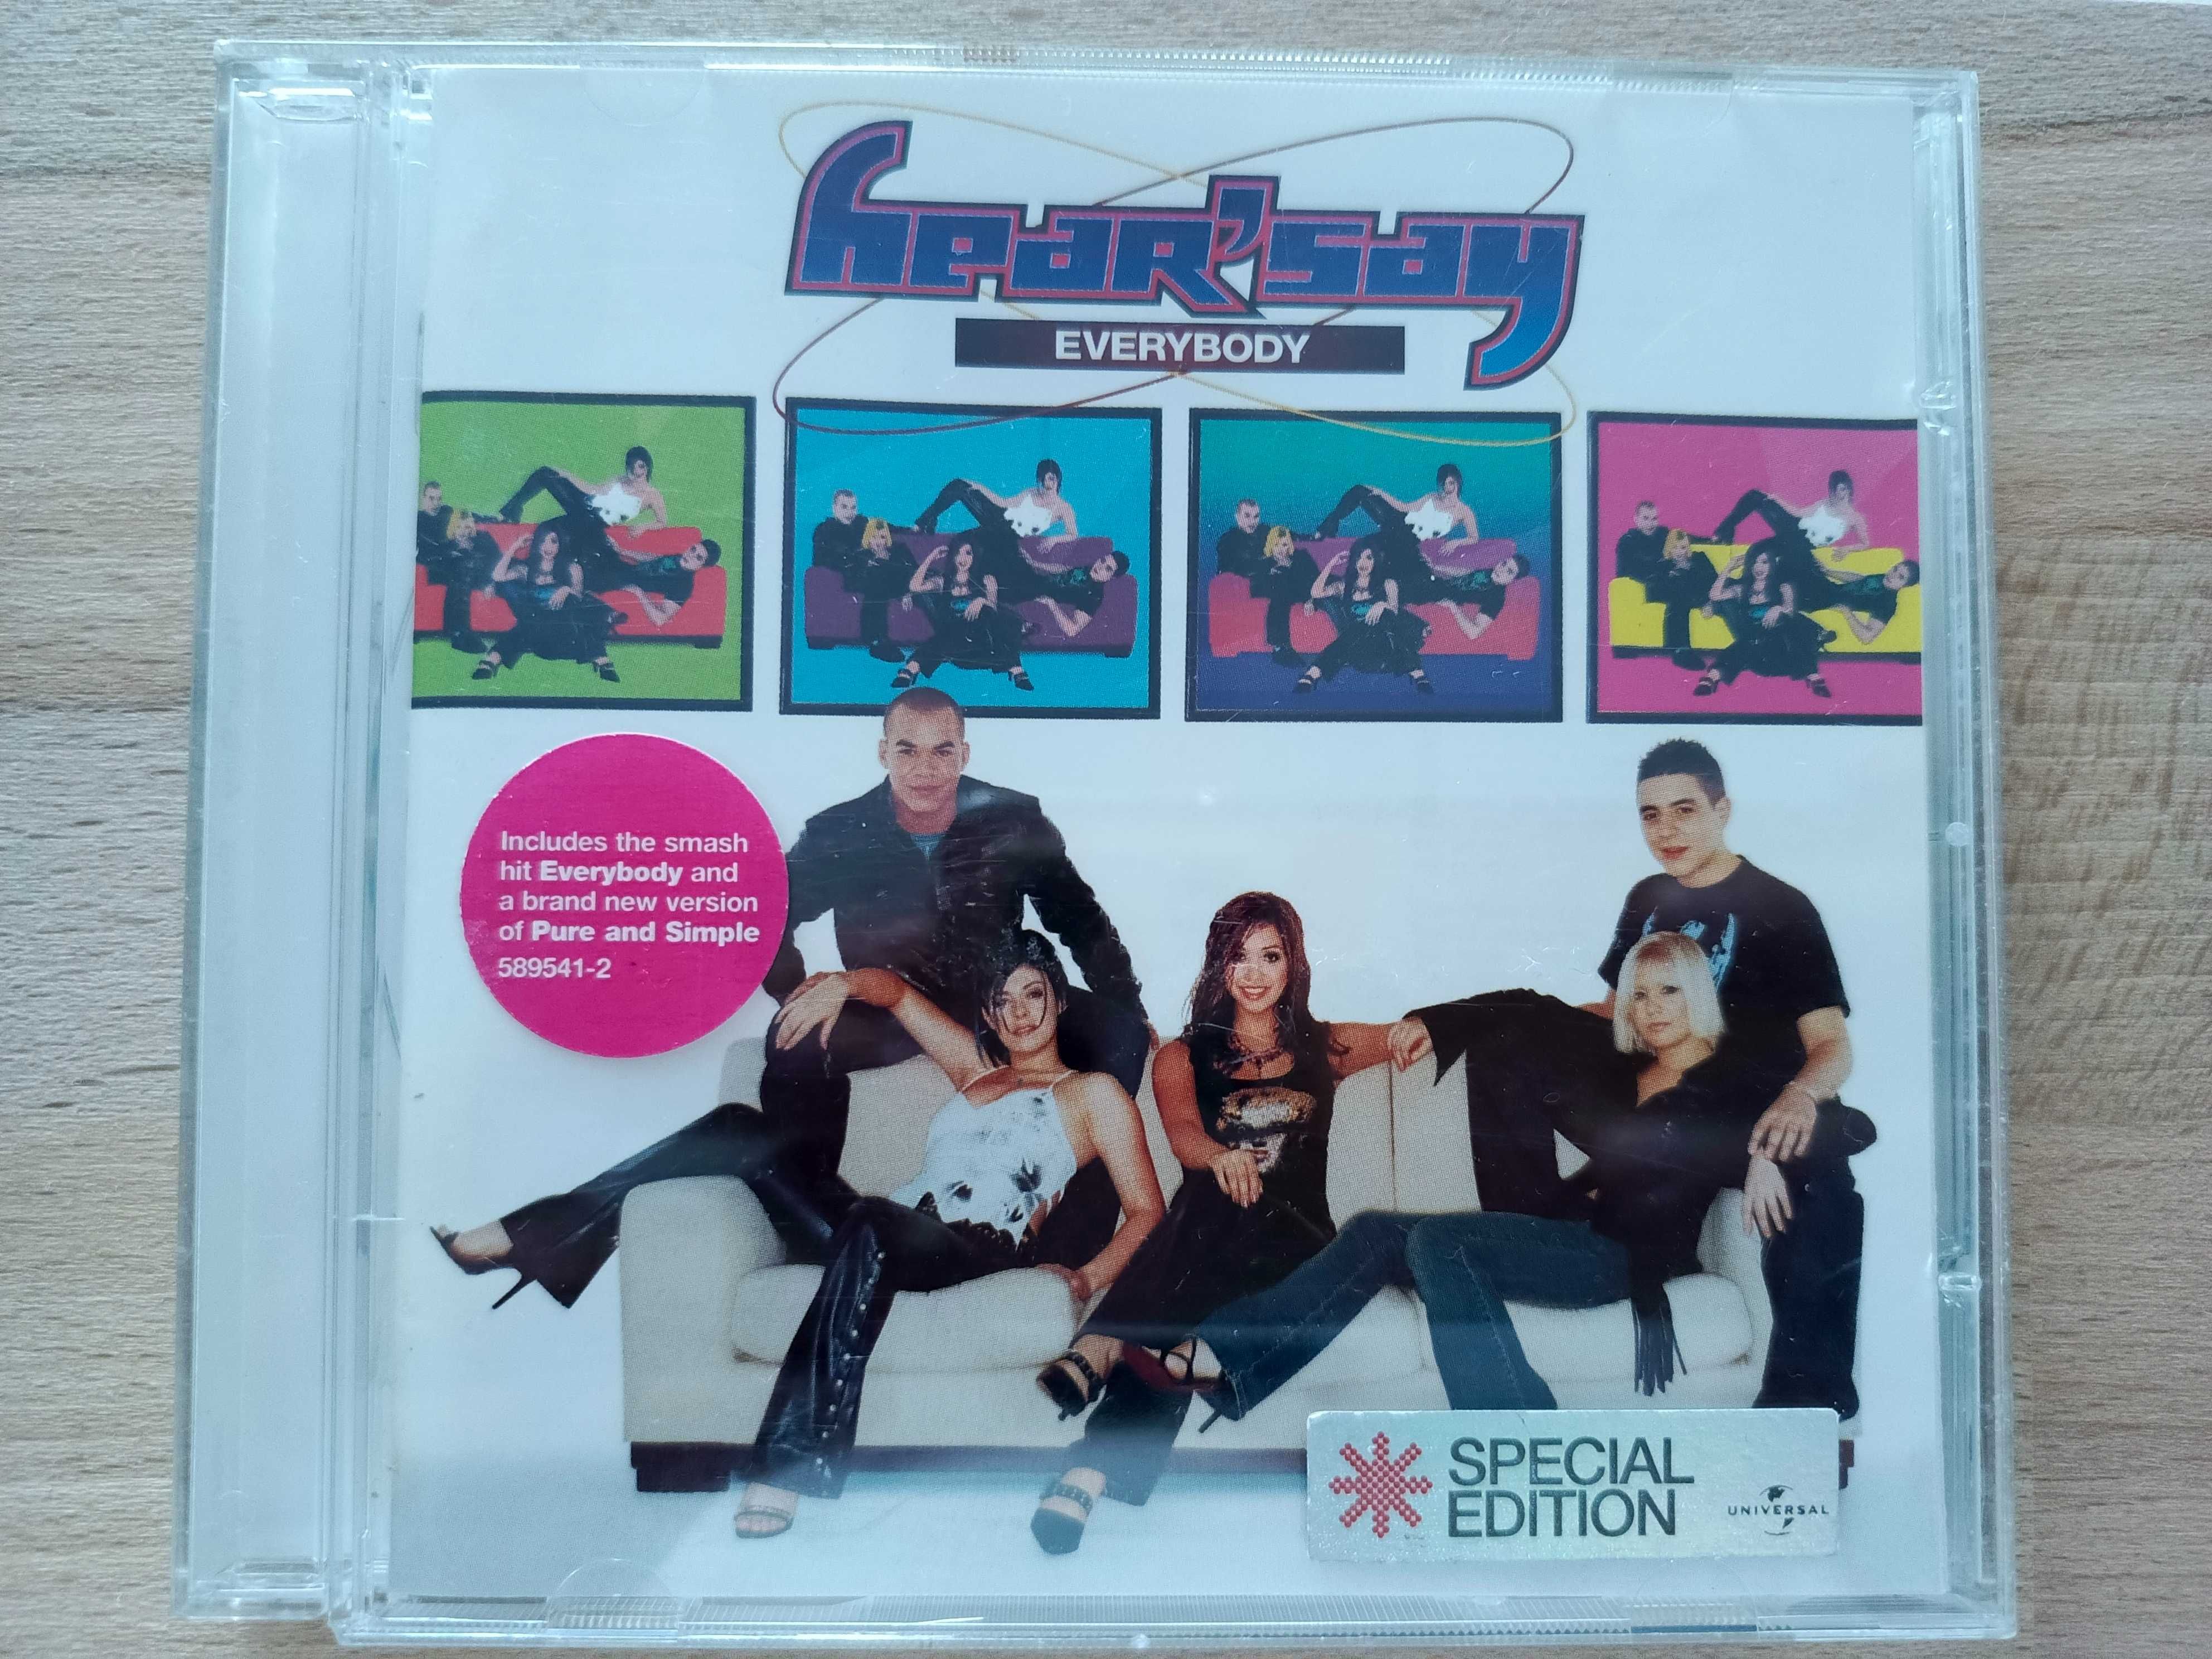 hear'say
EVERYBODY
Includes the smash
hit Everybody and
a brand new version
of Pure and Simple
589541-2
SPECIAL
EDITION
UNIVERSAL